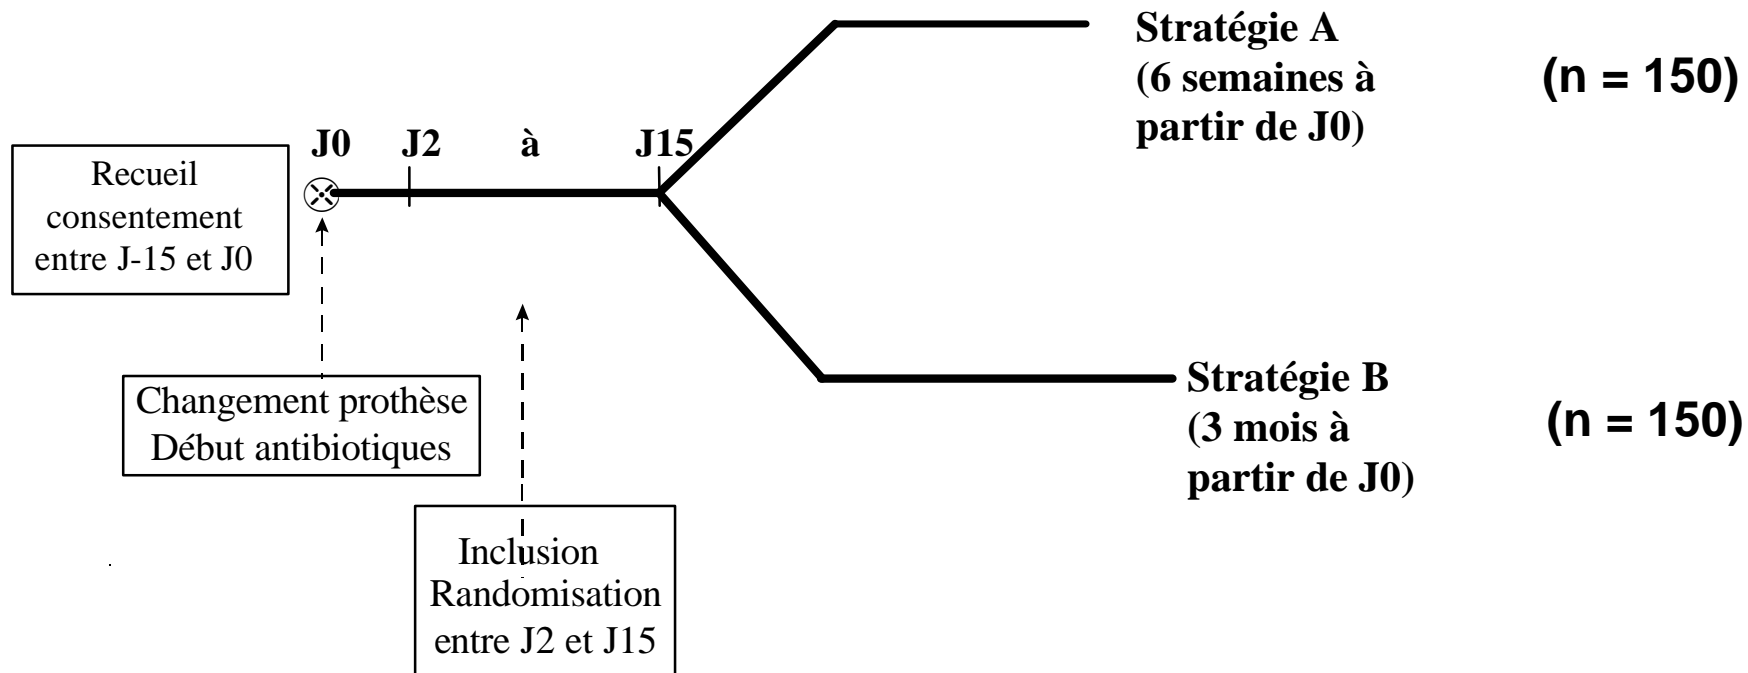 Stratégie A
(6 semaines à
partir de J0)
(n = 150)
J0 J2 à J15
Recueil
consentement
entre J-15 et J0
Changement prothèse
Début antibiotiques
Stratégie B
(3 mois à
partir de J0)
(n = 150)
Inclusion
Randomisation
entre J2 et J15